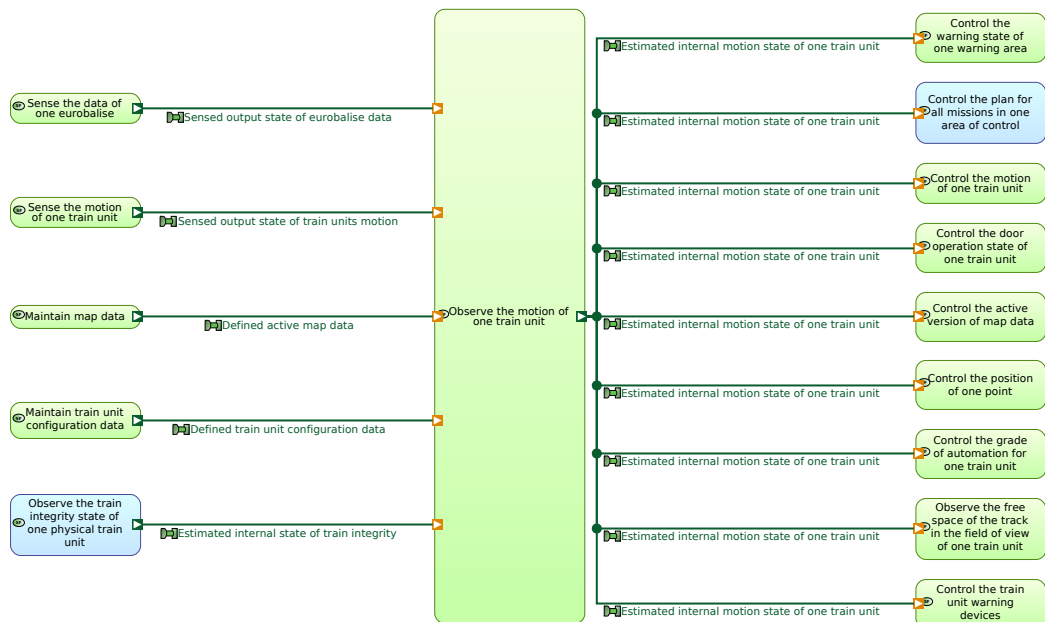 Sense the data of
one eurobalise
Sensed output state of eurobalise data
Sense the motion
of one train unit
Sensed output state of train units motion
Maintain map data
Defined active map data
Maintain train unit
configuration data
Defined train unit configuration data
Observe the train
integrity state of
one physical train
unit
Estimated internal state of train integrity
Observe the motion of
one train unit
Estimated internal motion state of one train unit
Control the
warning state of
one warning area
Estimated internal motion state of one train unit
Control the plan for
all missions in one
area of control
Estimated internal motion state of one train unit
Control the motion
of one train unit
Estimated internal motion state of one train unit
Control the door
operation state of
one train unit
Estimated internal motion state of one train unit
Control the active
version of map data
Estimated internal motion state of one train unit
Control the position
of one point
Estimated internal motion state of one train unit
Control the grade
of automation for
one train unit
Estimated internal motion state of one train unit
Observe the free
space of the track
in the field of view
of one train unit
Estimated internal motion state of one train unit
Control the train
unit warning
devices